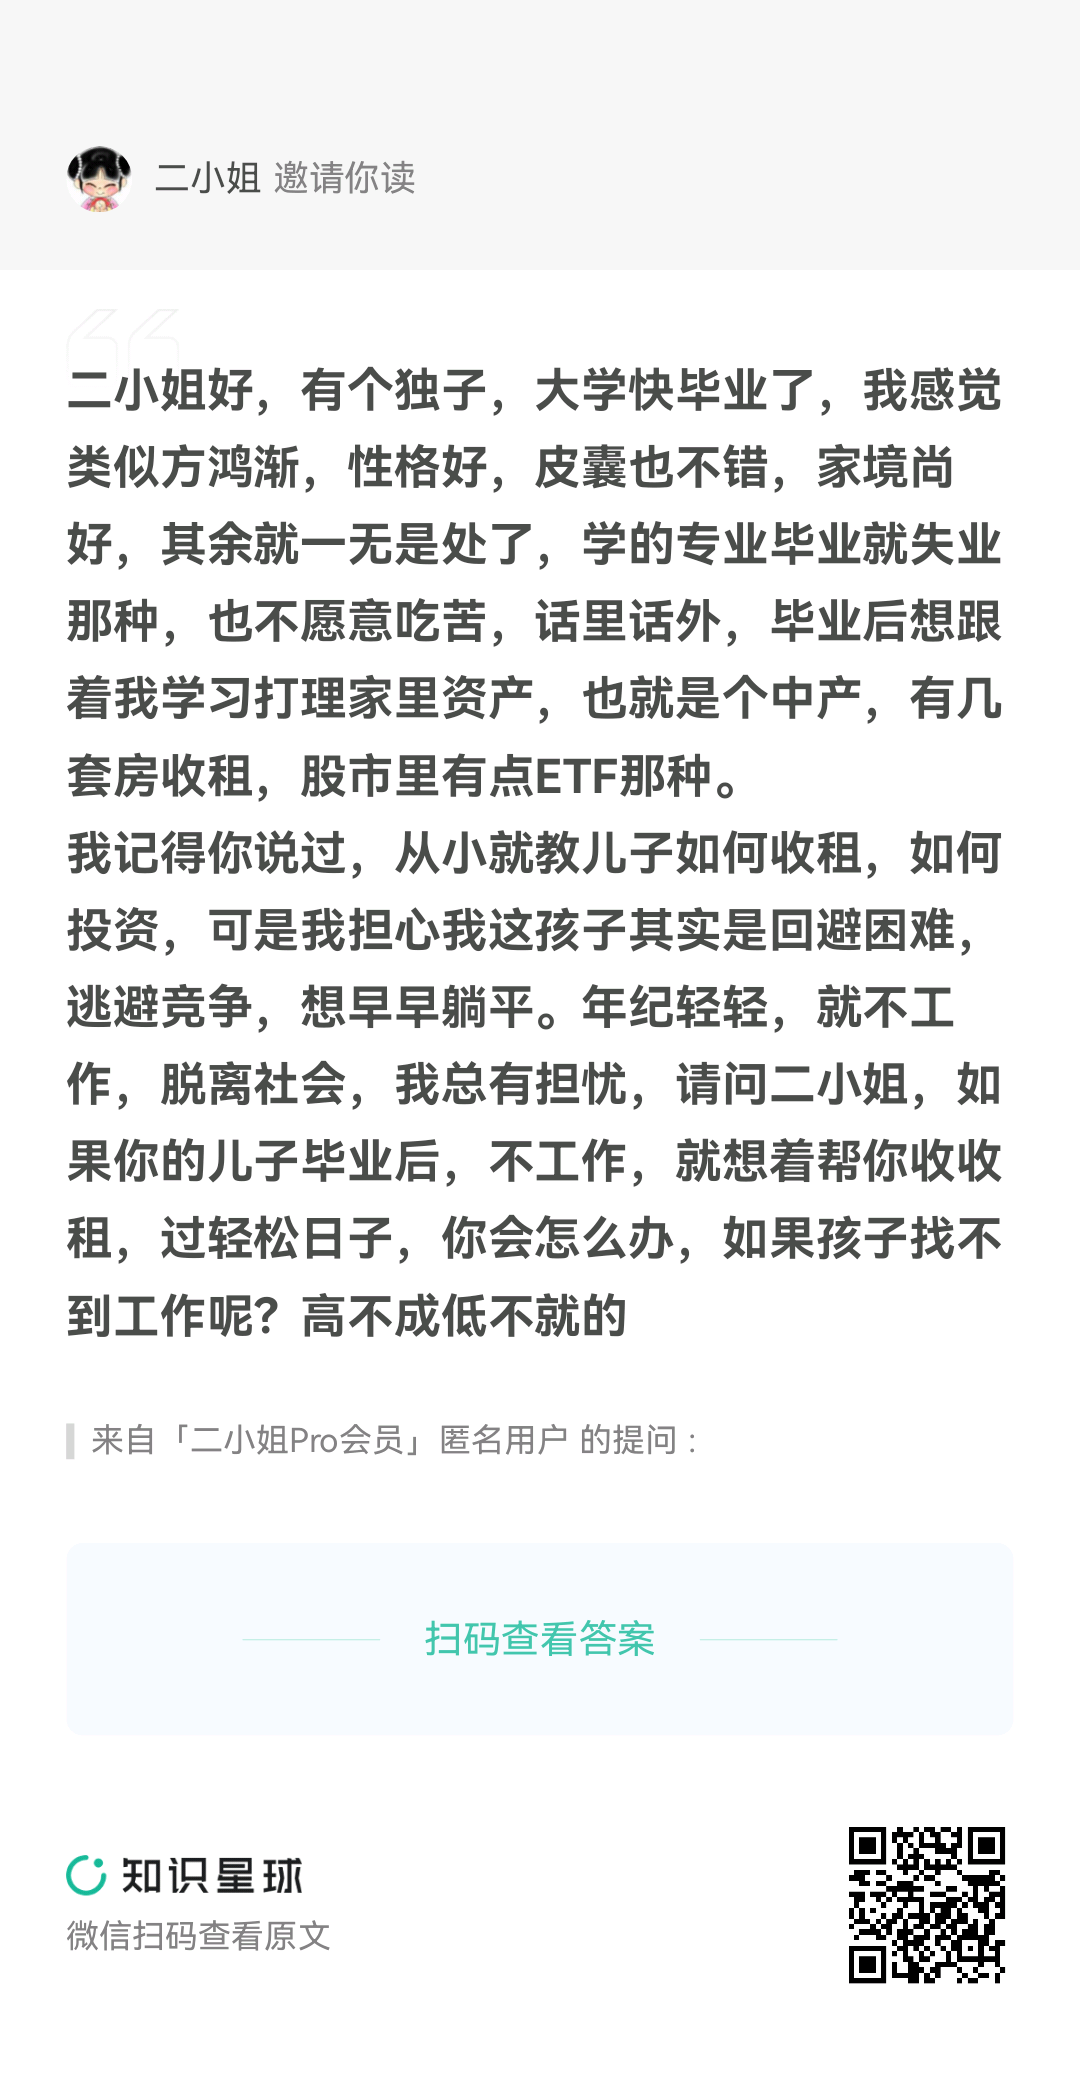 二小姐 邀请你读
二小姐好，有个独子，大学快毕业了，我感觉
类似方鸿渐，性格好，皮囊也不错，家境尚
好，其余就一无是处了，学的专业毕业就失业
那种，也不愿意吃苦，话里话外，毕业后想跟
着我学习打理家里资产，也就是个中产，有几
套房收租，股市里有点ETF那种。
我记得你说过，从小就教儿子如何收租，如何
投资，可是我担心我这孩子其实是回避困难，
逃避竞争，想早早躺平。年纪轻轻，就不工
作，脱离社会，我总有担忧，请问二小姐，如
果你的儿子毕业后，不工作，就想着帮你收收
租，过轻松日子，你会怎么办，如果孩子找不
到工作呢？高不成低不就的
来自「二小姐Pro会员」匿名用户 的提问：
扫码查看答案
知识星球
微信扫码查看原文